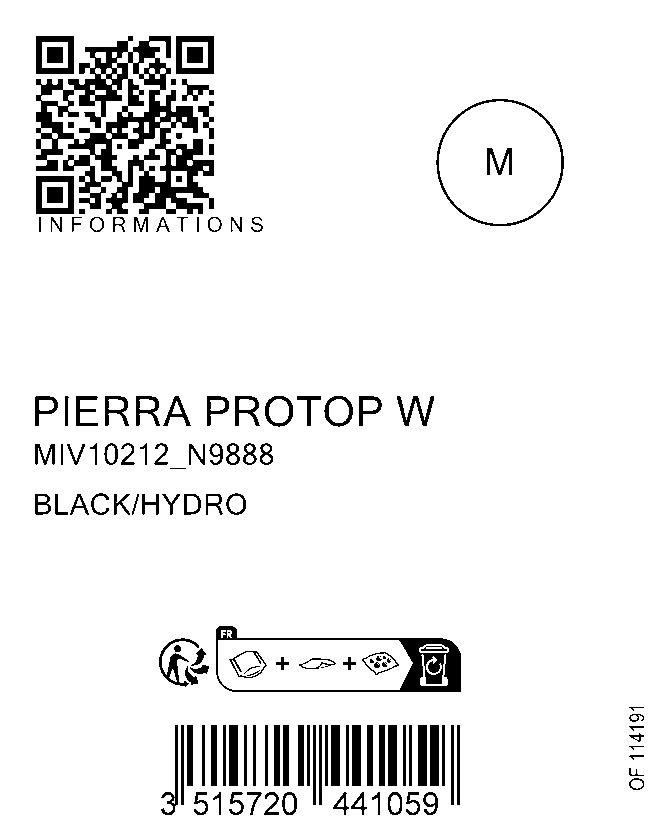 INFORMATIONS
M
PIERRA PROTOP W
MIV10212_N9888
BLACK/HYDRO
FR
3 515720 441059
OF 114191